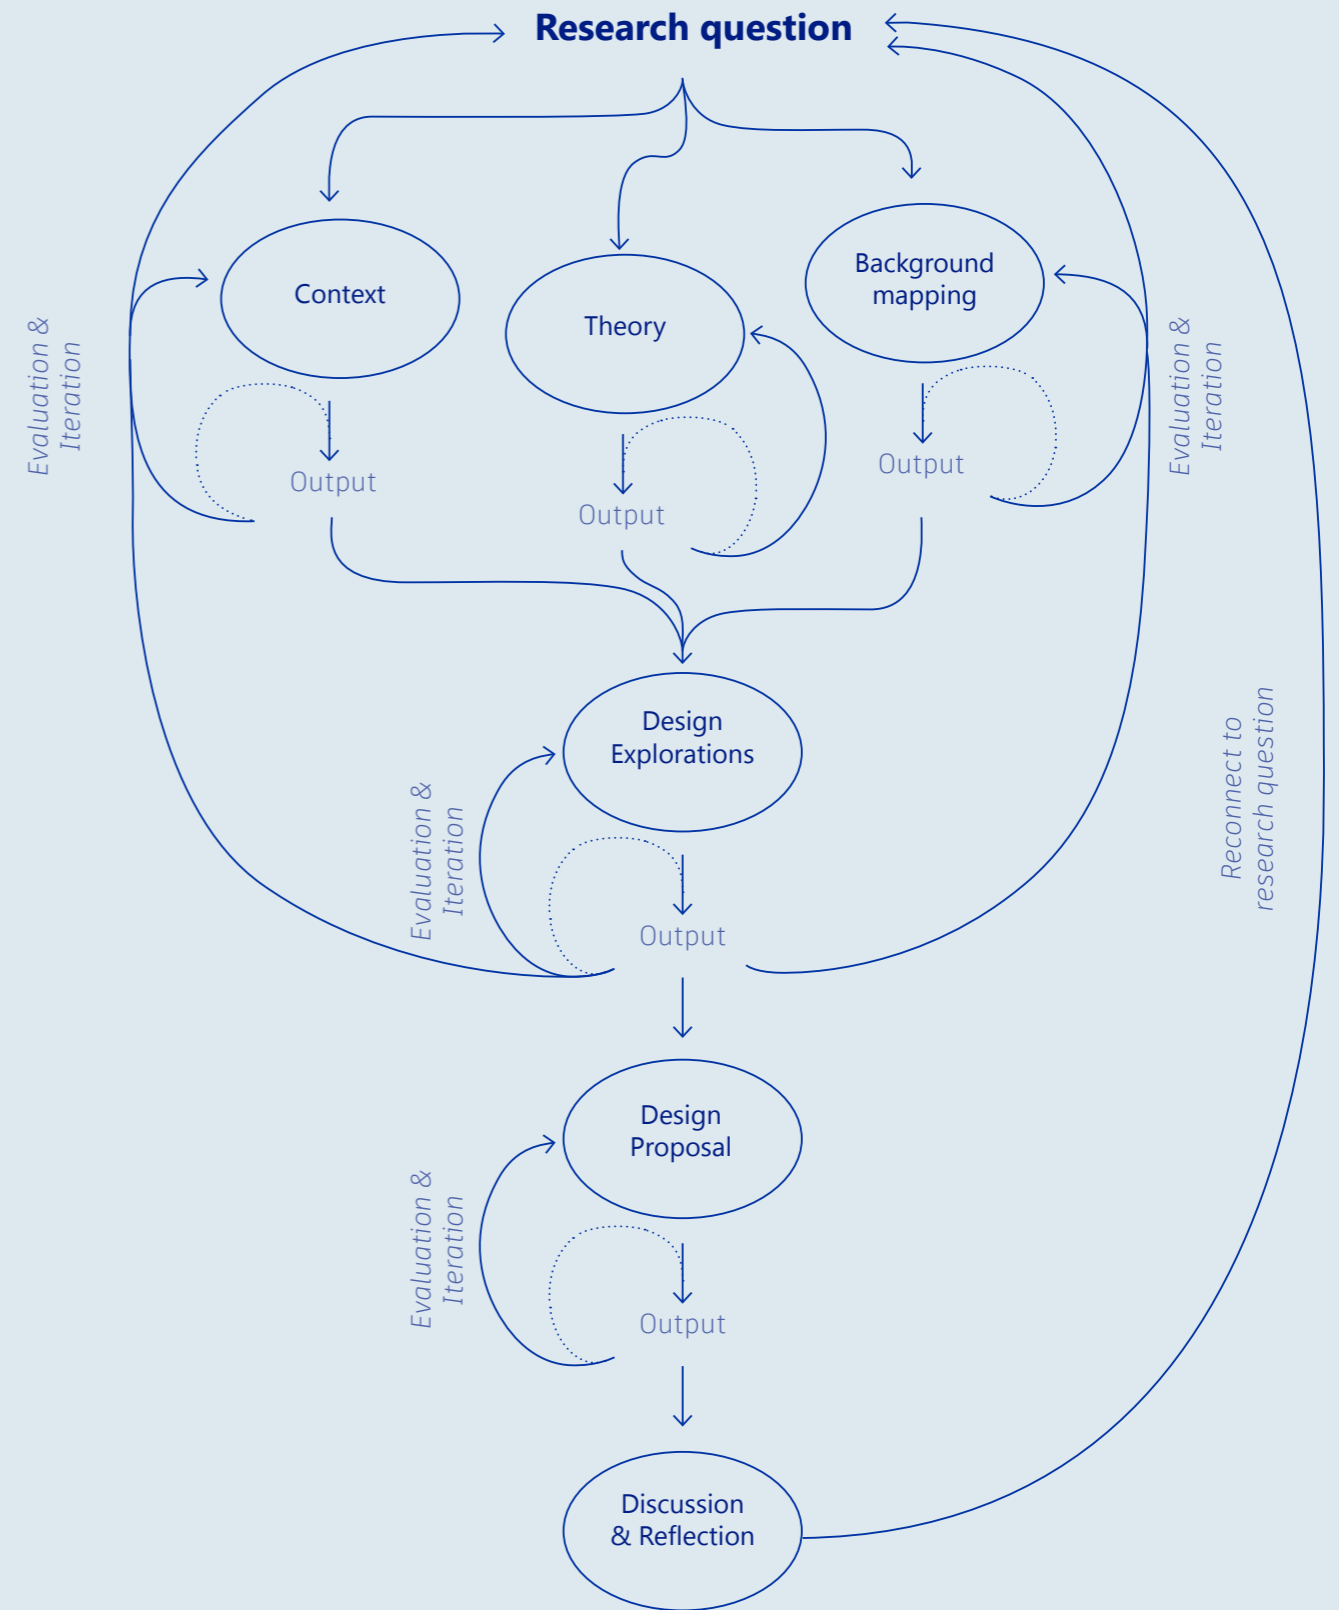 Research question
Context
Theory
Background
mapping
Evaluation &
Iteration
Evaluation &
Iteration
Output
Output
Output
Design
Explorations
Evaluation &
Iteration
Reconnect to
research question
Output
Design
Proposal
Evaluation &
Iteration
Output
Discussion
& Reflection